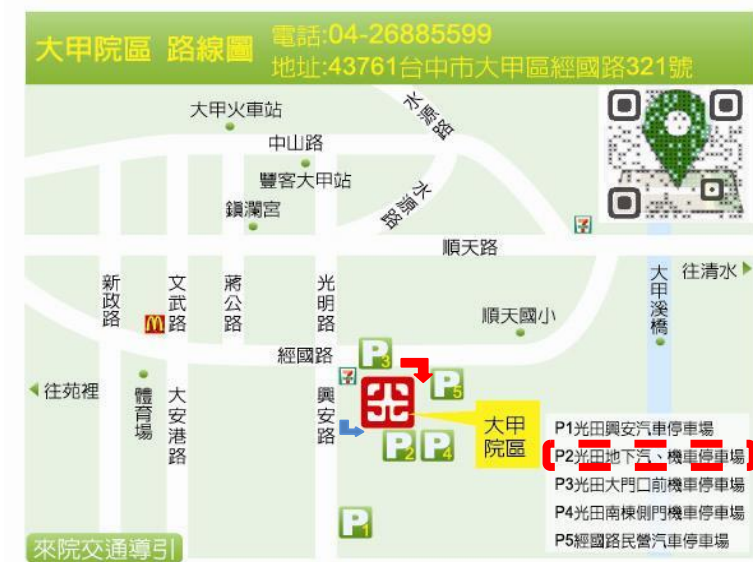 大甲院區 路線圖
電話:04-26885599
地址:43761台中市大甲區經國路321號
大甲火車站
水源路
中山路
豐客大甲站
水源路
鎮瀾宮
7
順天路
新政路
文武路
蔣公路
光明路
大甲溪橋
往清水
順天國小
經國路
P3
7
P5
往苑裡
體育場
大安港路
興安路
大甲
院區
P2
P4
P1
P1光田興安汽車停車場
P2光田地下汽、機車停車場
P3光田大門口前機車停車場
P4光田南棟側門機車停車場
P5經國路民營汽車停車場
來院交通導引